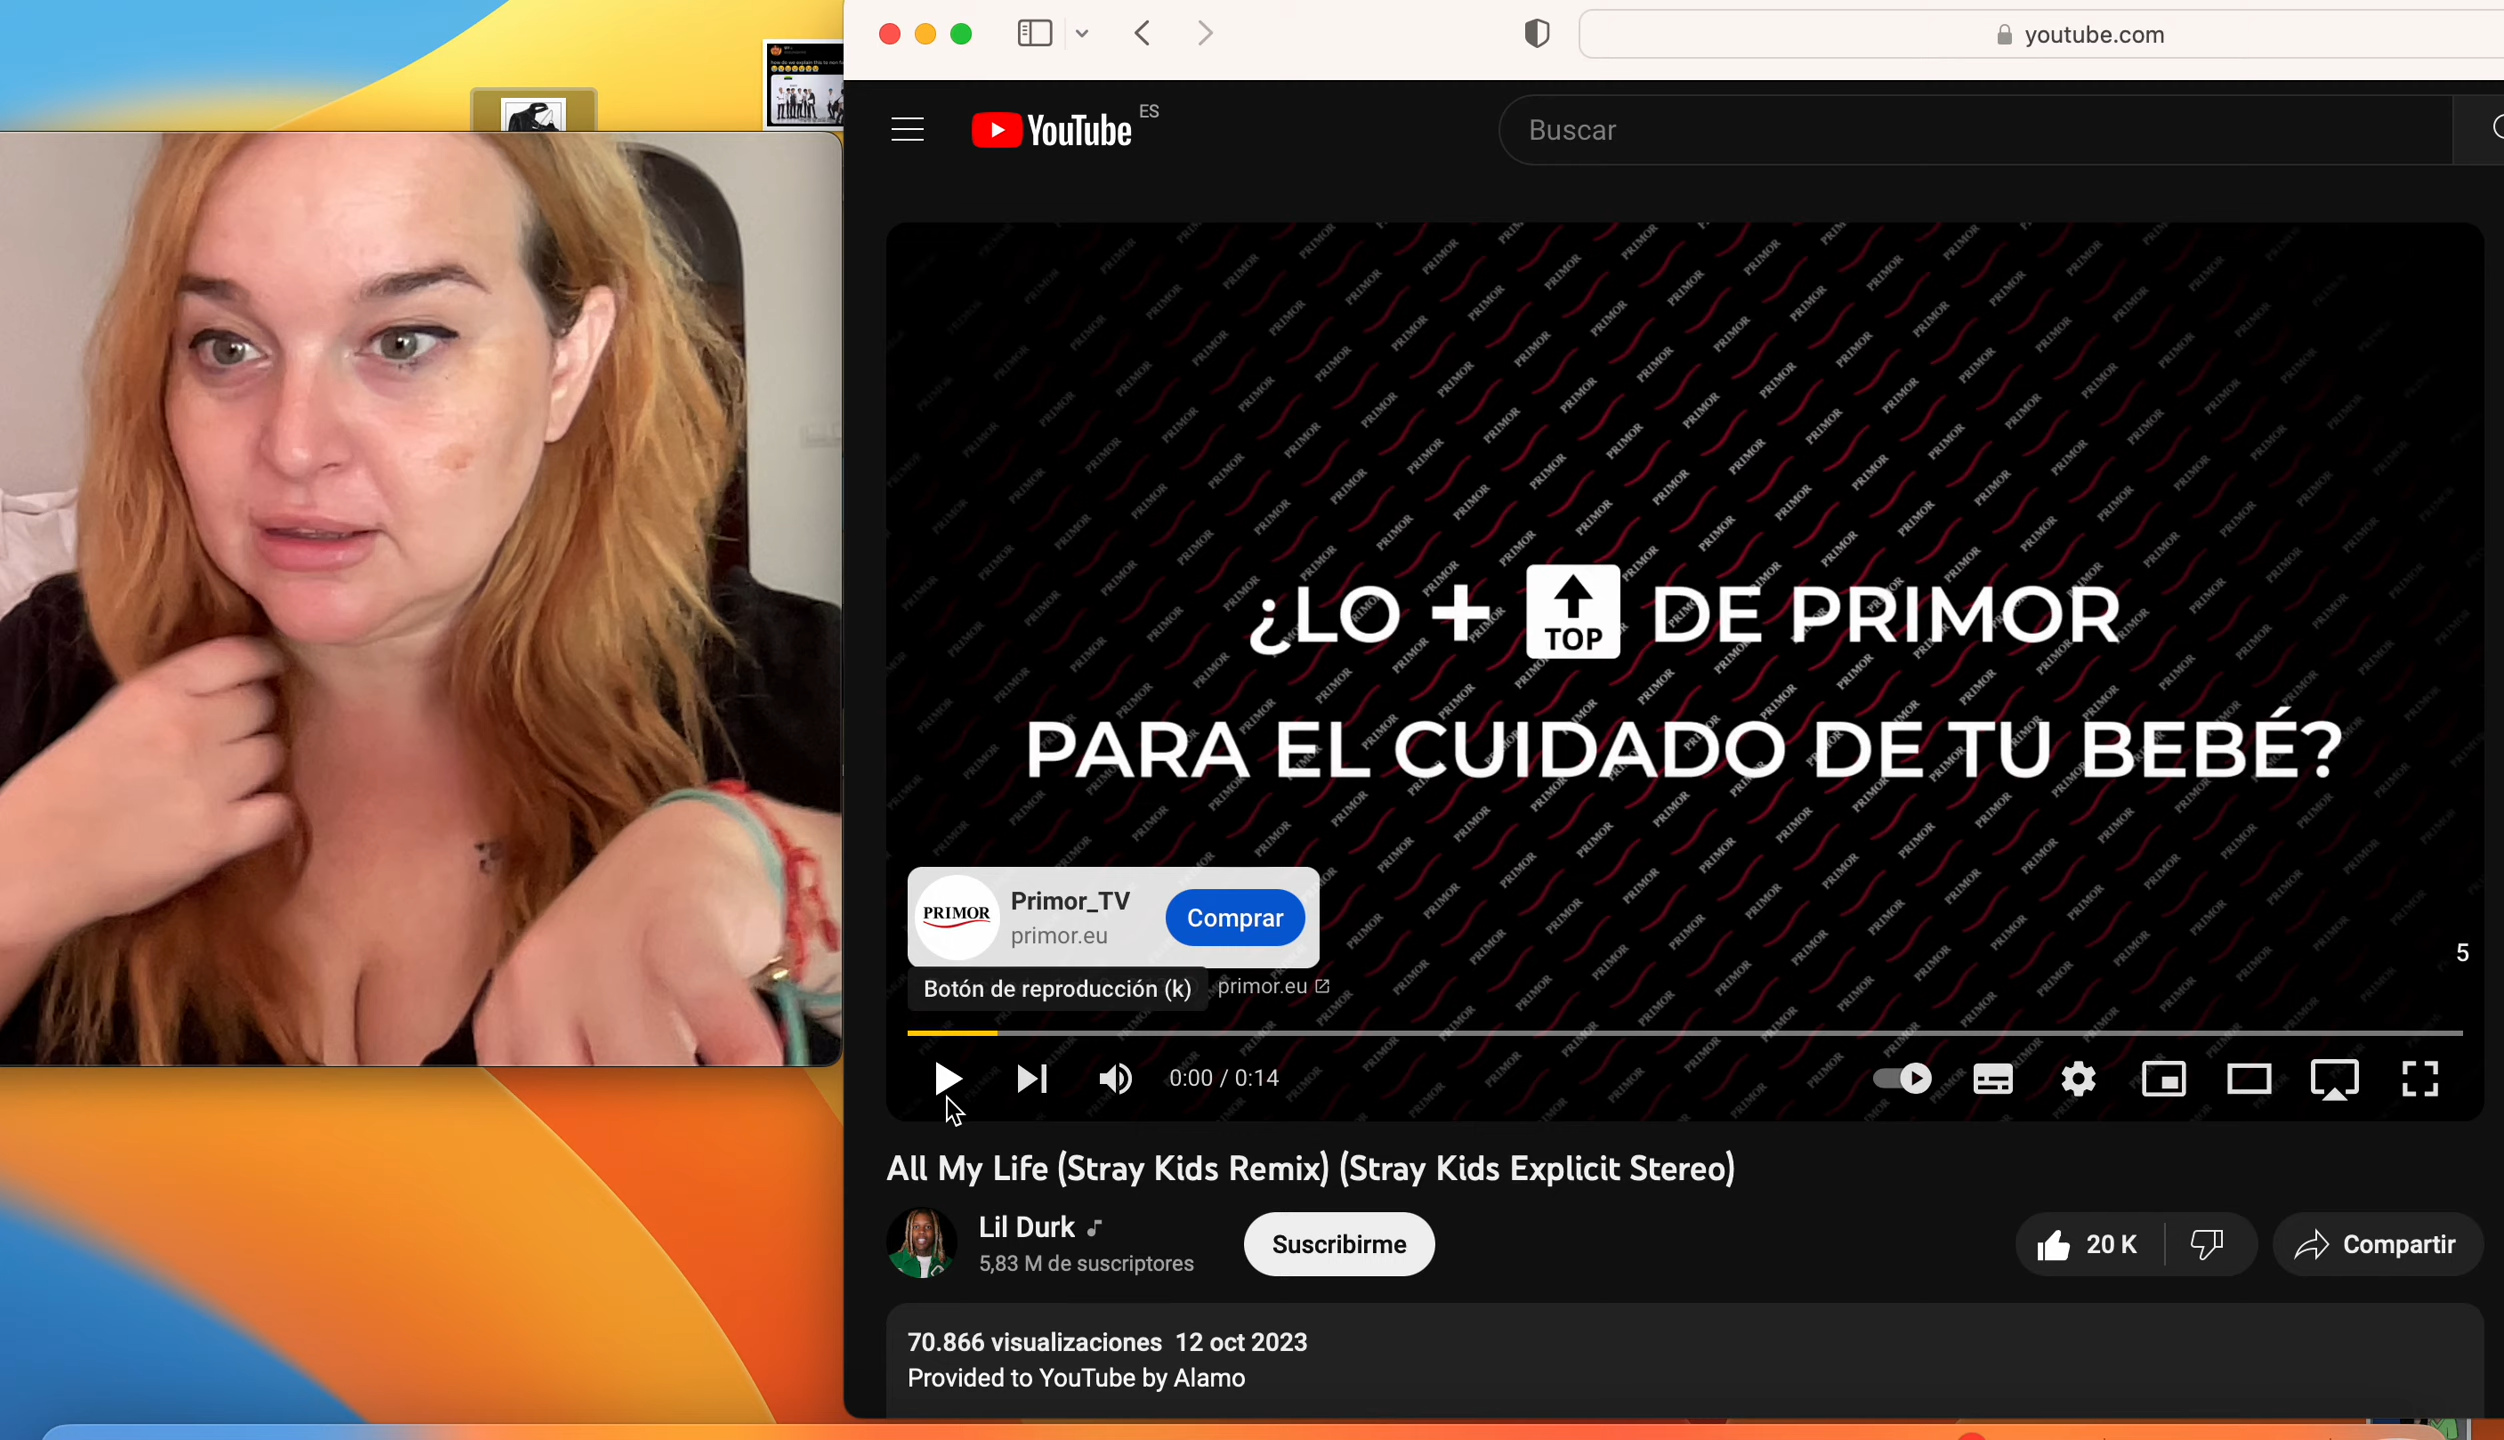 youtube.com
YouTube ES
Buscar
¿LO + TOP DE PRIMOR
PARA EL CUIDADO DE TU BEBÉ?
PRIMOR
Primor_TV
primor.eu
Comprar
5
Botón de reproducción (k)
primor.eu
0:00 / 0:14
All My Life (Stray Kids Remix) (Stray Kids Explicit Stereo)
Lil Durk
5,83 M de suscriptores
Suscribirme
20 K
Compartir
70.866 visualizaciones 12 oct 2023
Provided to YouTube by Alamo